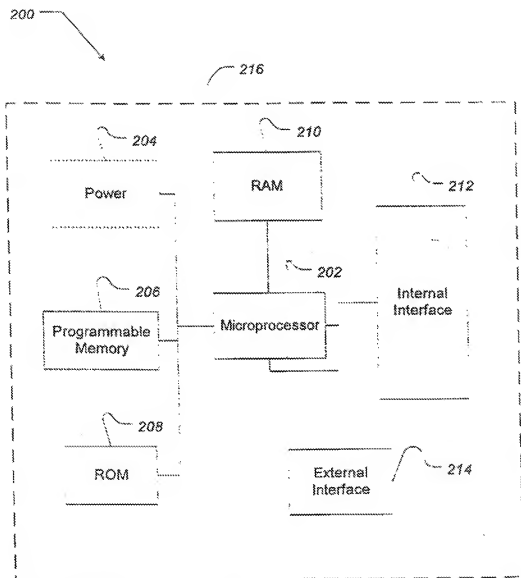 200
216
204
210
Power
RAM
212
202
206
Programmable
Memory
Microprocessor
Internal
Interface
208
ROM
External
Interface
214